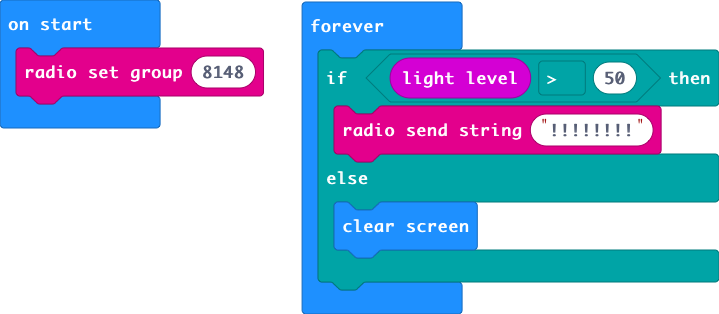 on start
radio set group 8148
forever
if light level > 50 then
radio send string "!!!!!!!!"
else
clear screen